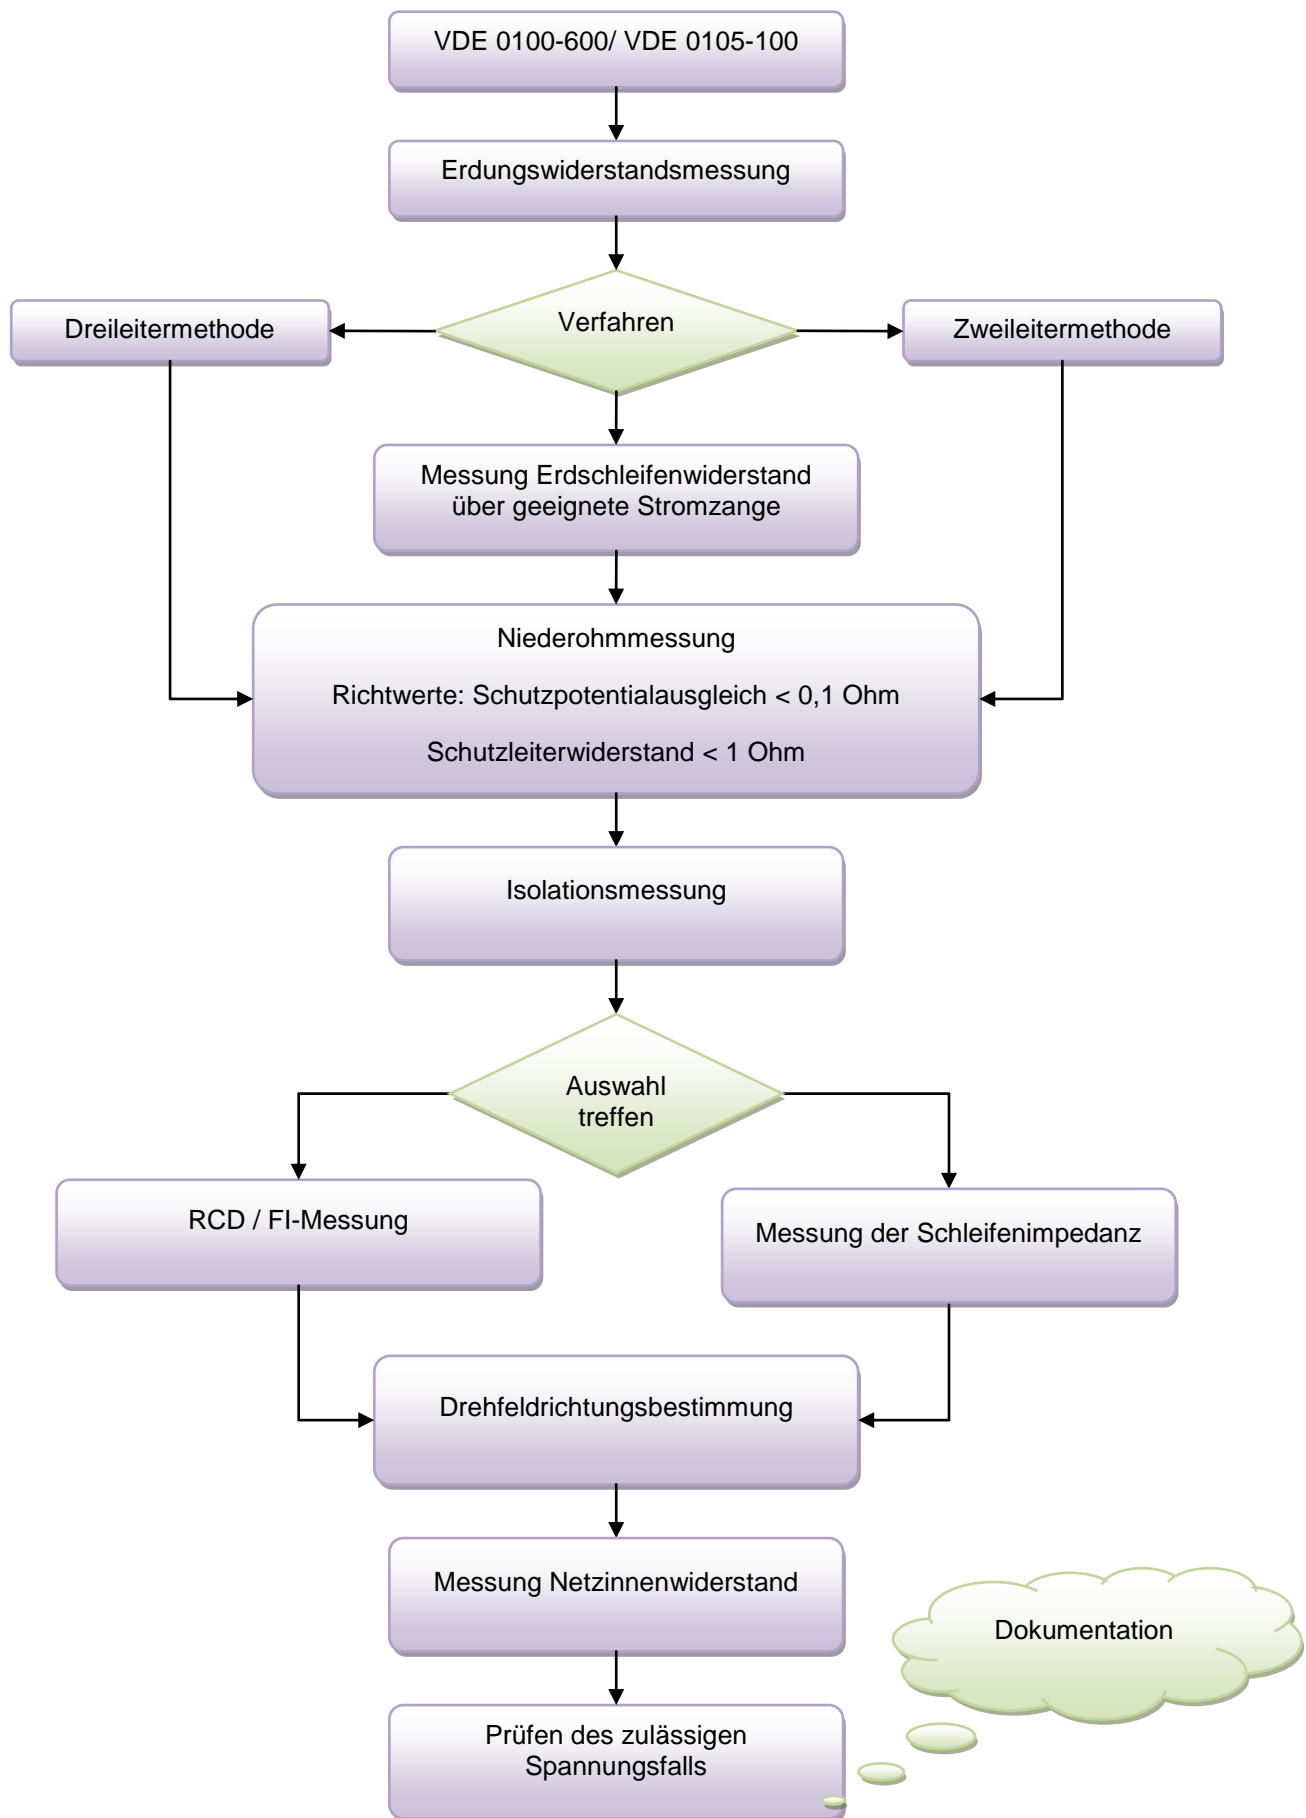 VDE 0100-600/ VDE 0105-100
Erdungswiderstandsmessung
Verfahren
Dreileitermethode
Zweileitermethode
Messung Erdschleifenwiderstand
über geeignete Stromzange
Niederohmmessung
Richtwerte: Schutzpotentialausgleich < 0,1 Ohm
Schutzleiterwiderstand < 1 Ohm
Isolationsmessung
Auswahl
treffen
RCD / FI-Messung
Messung der Schleifenimpedanz
Drehfeldrichtungsbestimmung
Messung Netzinnenwiderstand
Dokumentation
Prüfen des zulässigen
Spannungsfalls